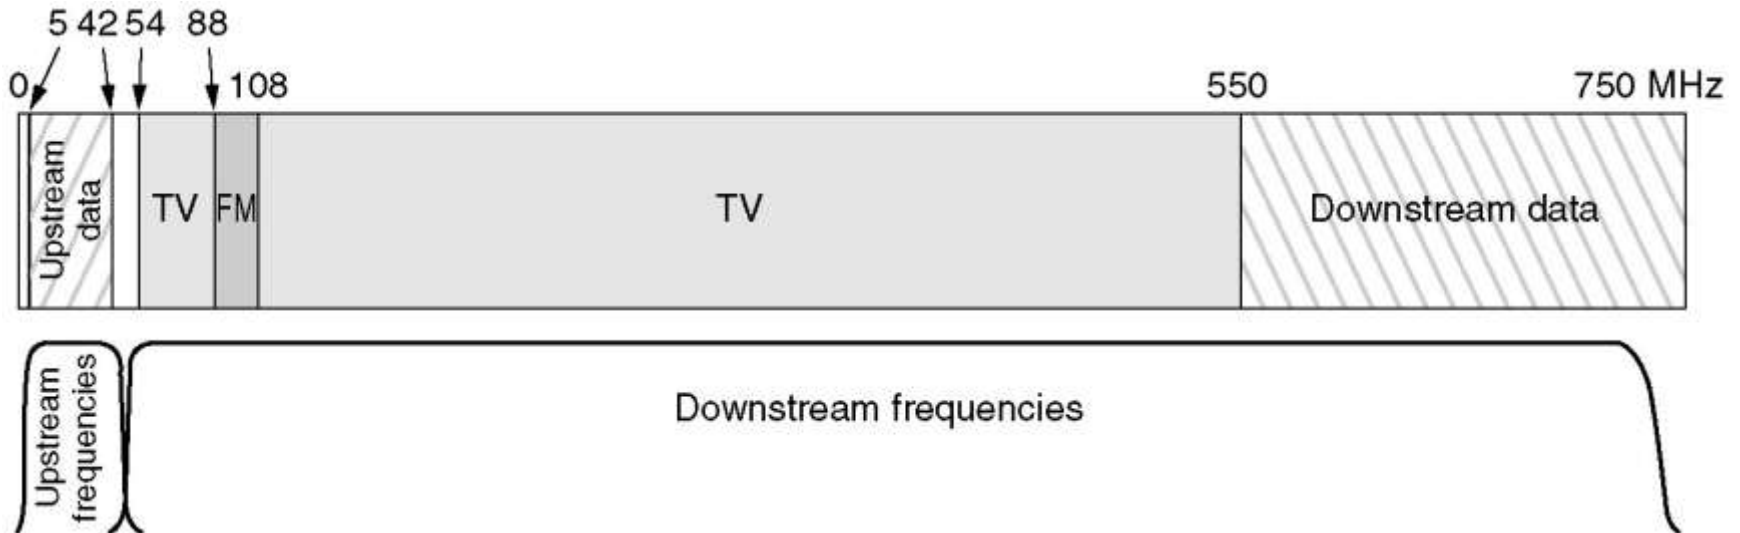 5 42 54 88
0 108 550 750 MHz
Upstream
data
TV FM TV Downstream data
Upstream
frequencies
Downstream frequencies